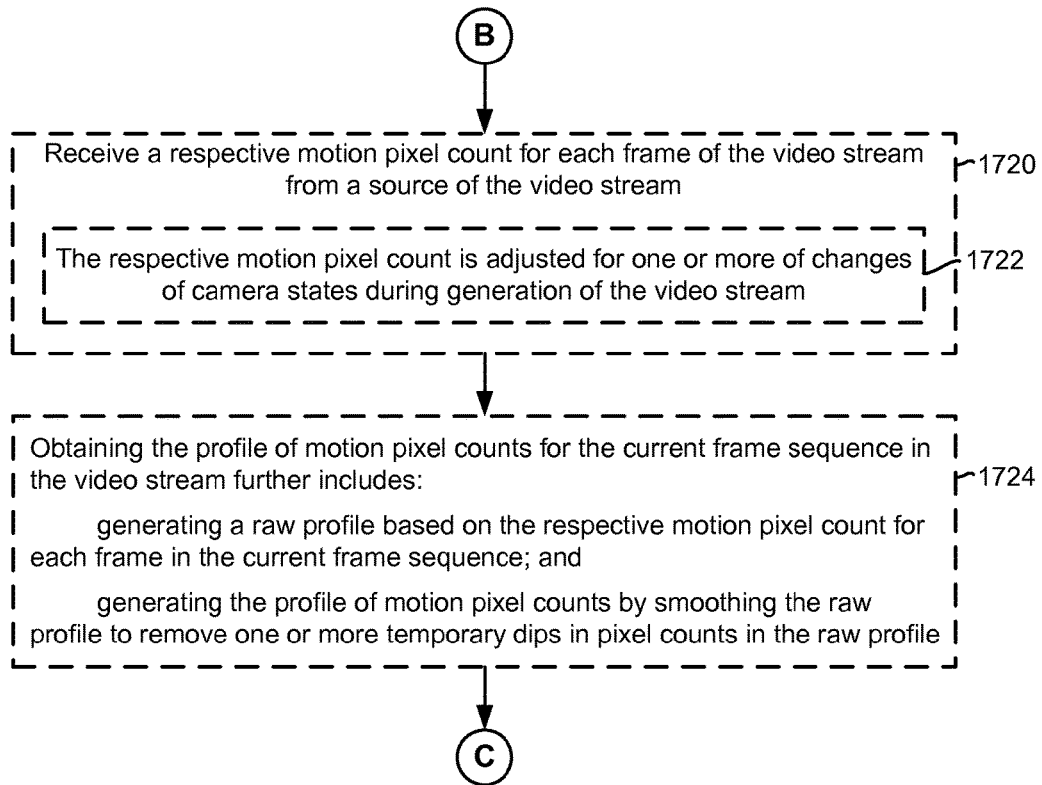 B
Receive a respective motion pixel count for each frame of the video stream
from a source of the video stream
1720
The respective motion pixel count is adjusted for one or more of changes
of camera states during generation of the video stream
1722
Obtaining the profile of motion pixel counts for the current frame sequence in
the video stream further includes:
1724
generating a raw profile based on the respective motion pixel count for
each frame in the current frame sequence; and
generating the profile of motion pixel counts by smoothing the raw
profile to remove one or more temporary dips in pixel counts in the raw profile
C